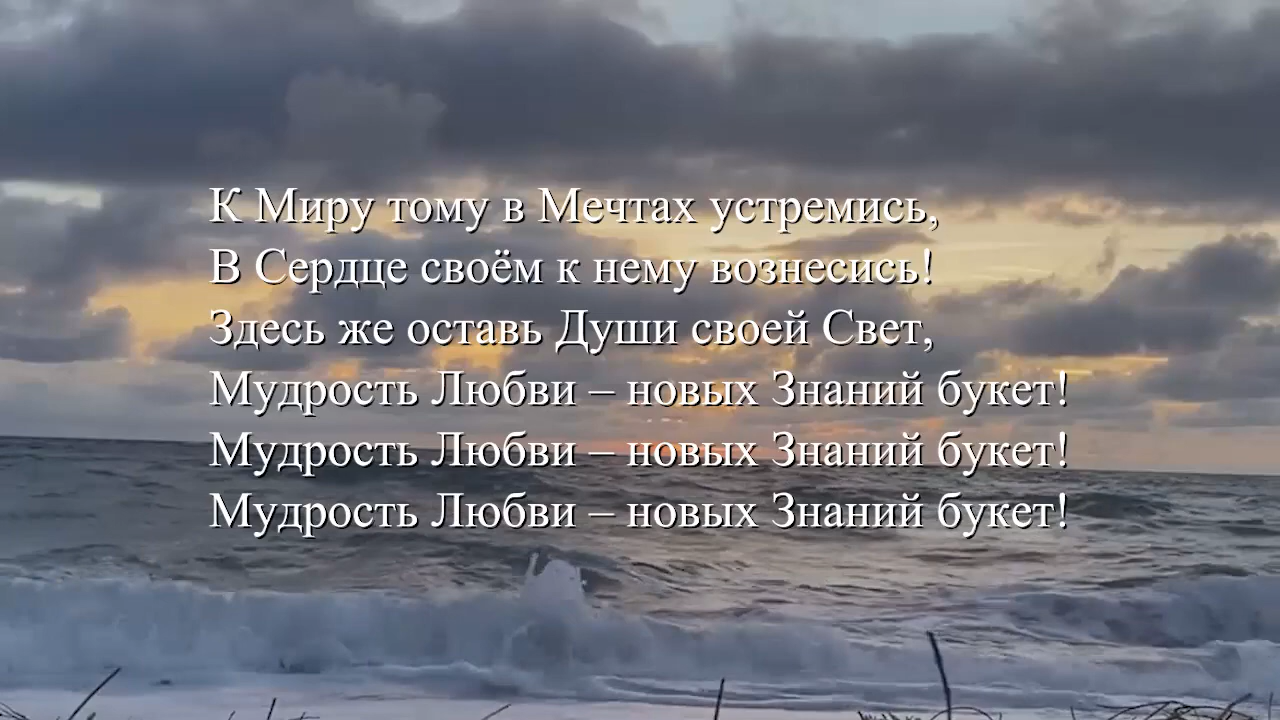 К Миру тому в Мечтах устремись,
В Сердце своём к нему вознесись!
Здесь же оставь Души своей Свет,
Мудрость Любви – новых Знаний букет!
Мудрость Любви – новых Знаний букет!
Мудрость Любви – новых Знаний букет!